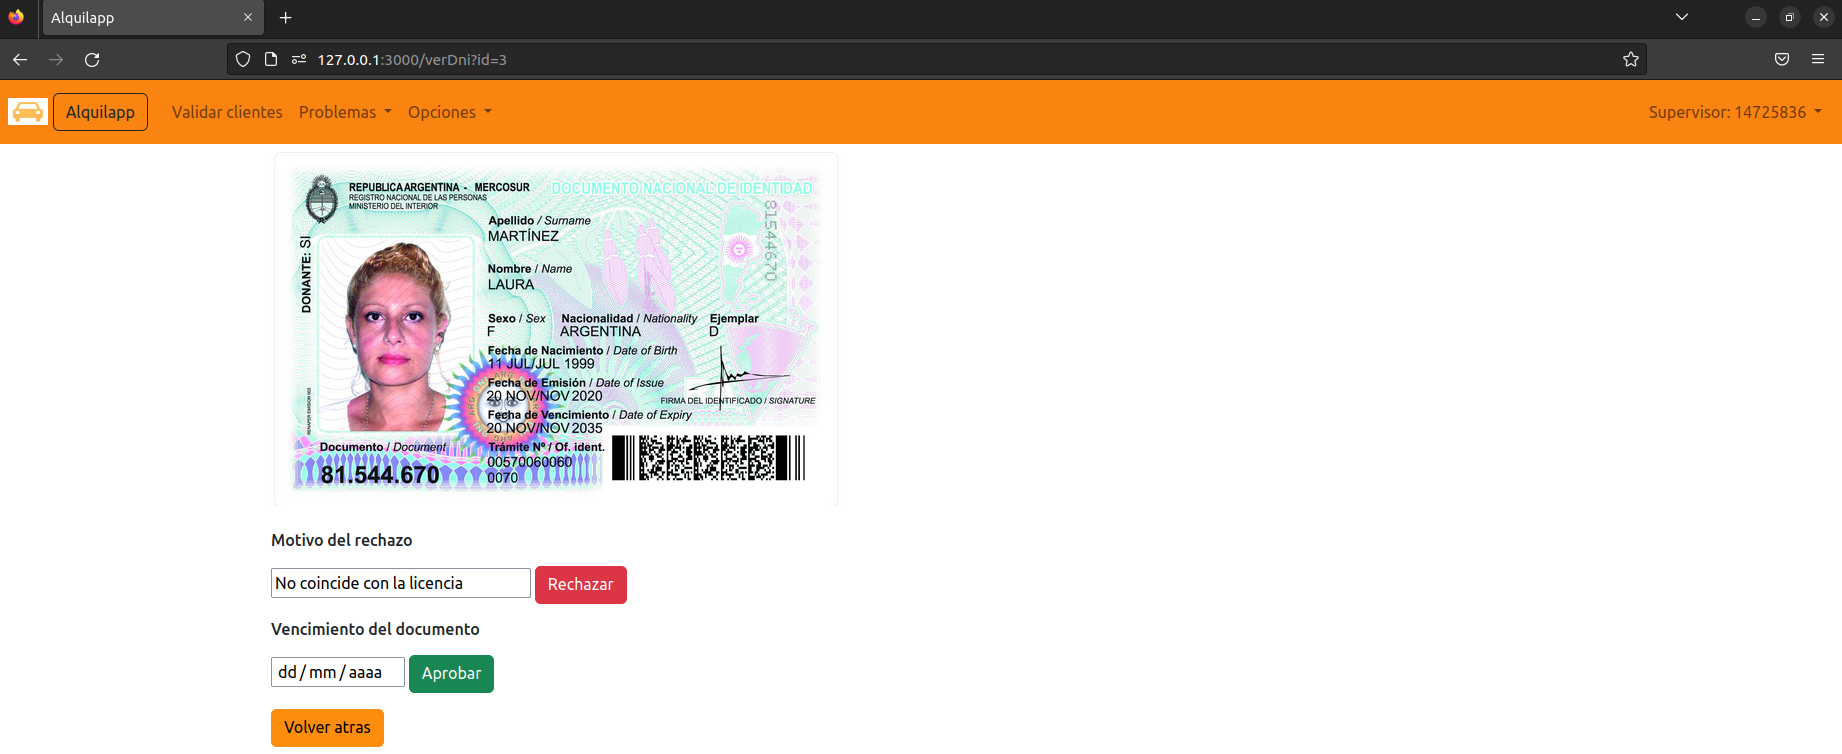 Alquilapp
127.0.0.1:3000/verDni?id=3
Alquilapp Validar clientes Problemas Opciones Supervisor: 14725836
REPUBLICA ARGENTINA - MERCOSUR DOCUMENTO NACIONAL DE IDENTIDAD
REGISTRO NACIONAL DE LAS PERSONAS
MINISTERIO DEL INTERIOR
81544670
Apellido / Surname
MARTÍNEZ
DONANTE: SI
Nombre / Name
LAURA
Sexo / Sex Nacionalidad / Nationality Ejemplar
F ARGENTINA D
Fecha de Nacimiento / Date of Birth
11 JUL/JUL 1999
Fecha de Emisión / Date of Issue
20 NOV/NOV 2020
FIRMA DEL IDENTIFICADO / SIGNATURE
Fecha de Vencimiento / Date of Expiry
20 NOV/NOV 2035
Documento / Document Trámite Nº / Of. ident.
81.544.670 00570060060
0070
Motivo del rechazo
No coincide con la licencia Rechazar
Vencimiento del documento
dd / mm / aaaa Aprobar
Volver atras